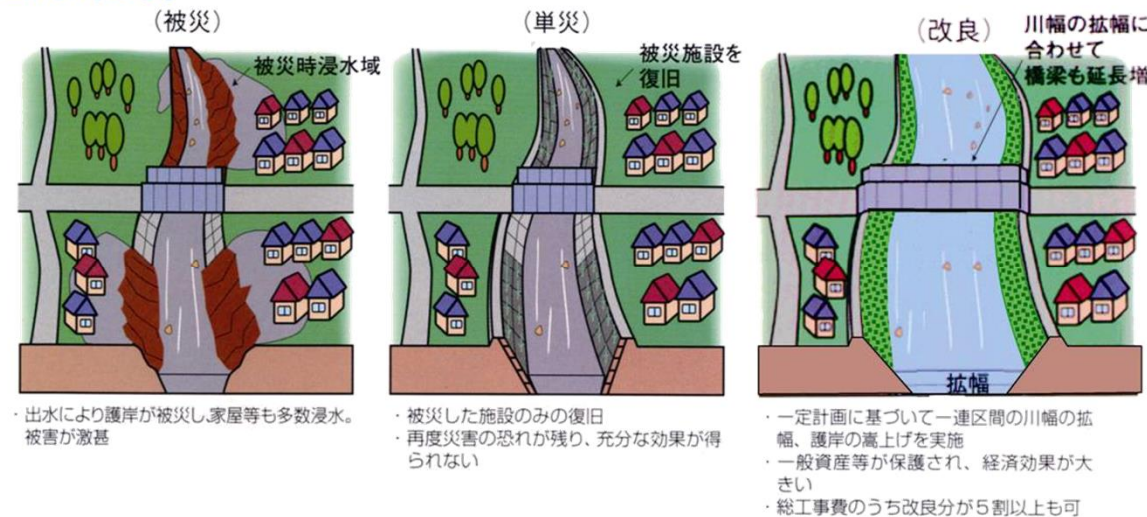 （被災）
被災時浸水域
・出水により護岸が被災し、家屋等も多数浸水。
被害が激甚
（単災）
被災施設を
復旧
・被災した施設のみの復旧
・再度災害の恐れが残り、充分な効果が得
られない
（改良）
川幅の拡幅に
合わせて
橋梁も延長増
拡幅
・一定計画に基づいて一連区間の川幅の拡
幅、護岸の嵩上げを実施
・一般資産等が保護され、経済効果が大
きい
・総工事費のうち改良分が５割以上も可